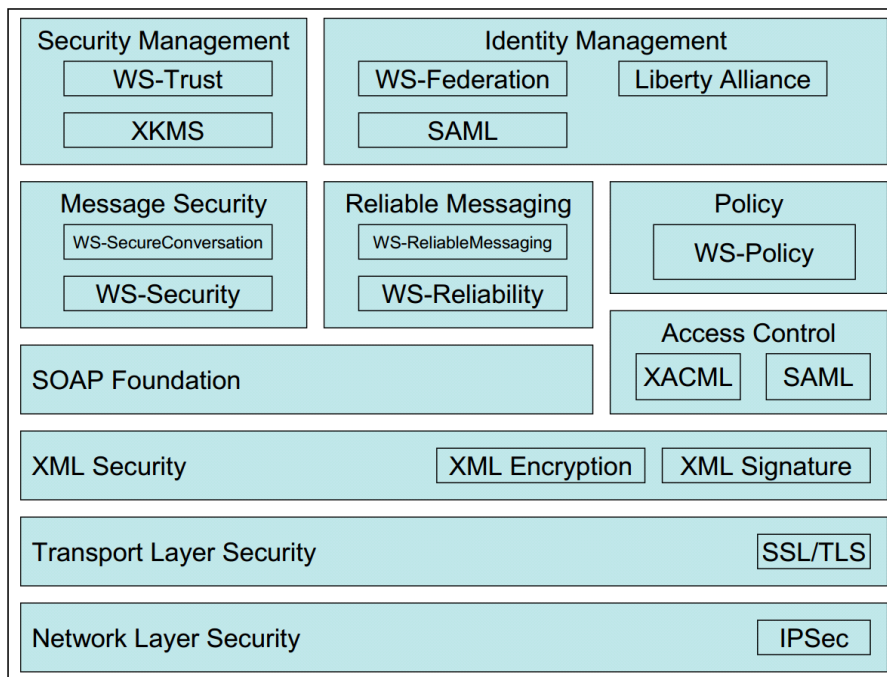 Security Management
WS-Trust
XKMS
Identity Management
WS-Federation
Liberty Alliance
SAML
Message Security
WS-SecureConversation
WS-Security
Reliable Messaging
WS-ReliableMessaging
WS-Reliability
Policy
WS-Policy
Access Control
XACML
SAML
SOAP Foundation
XML Security
XML Encryption
XML Signature
Transport Layer Security
SSL/TLS
Network Layer Security
IPSec